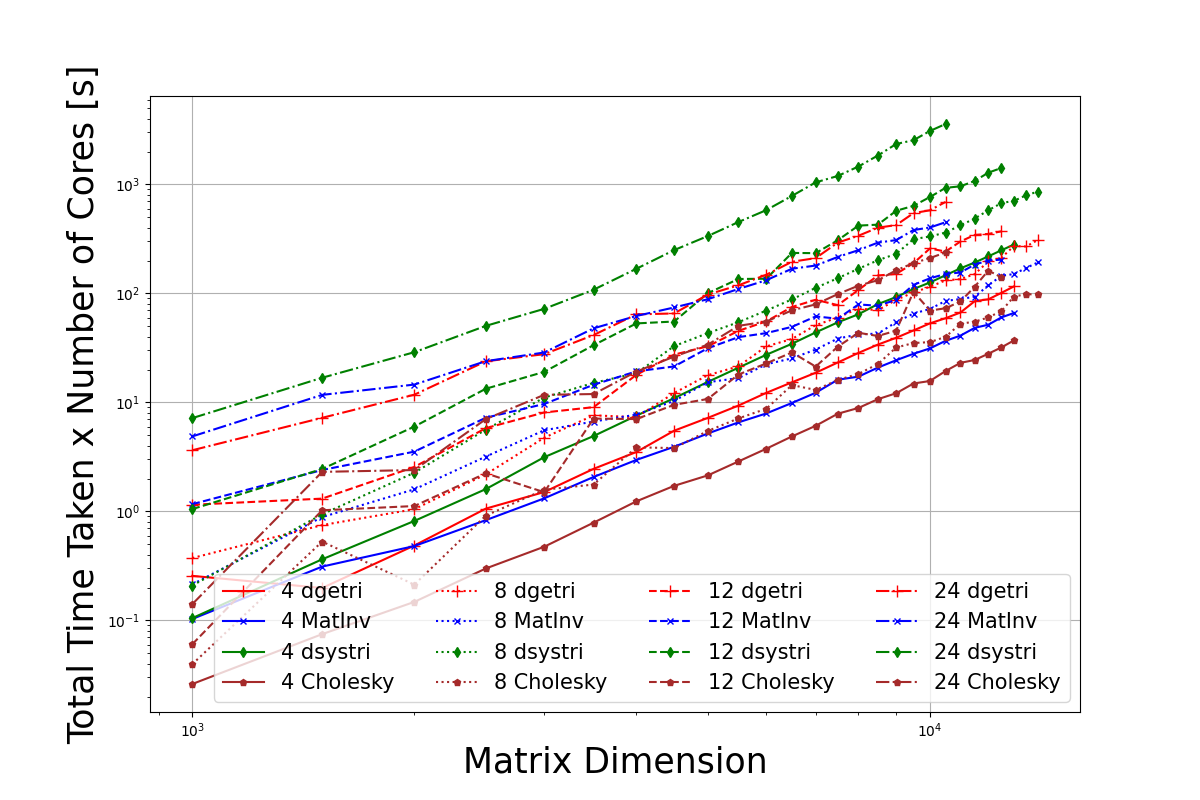 Total Time Taken x Number of Cores [s]
10³
10²
10¹
10⁰
10⁻¹
4 dgetri
4 MatInv
4 dsystri
4 Cholesky
8 dgetri
8 MatInv
8 dsystri
8 Cholesky
12 dgetri
12 MatInv
12 dsystri
12 Cholesky
24 dgetri
24 MatInv
24 dsystri
24 Cholesky
10³
10⁴
Matrix Dimension